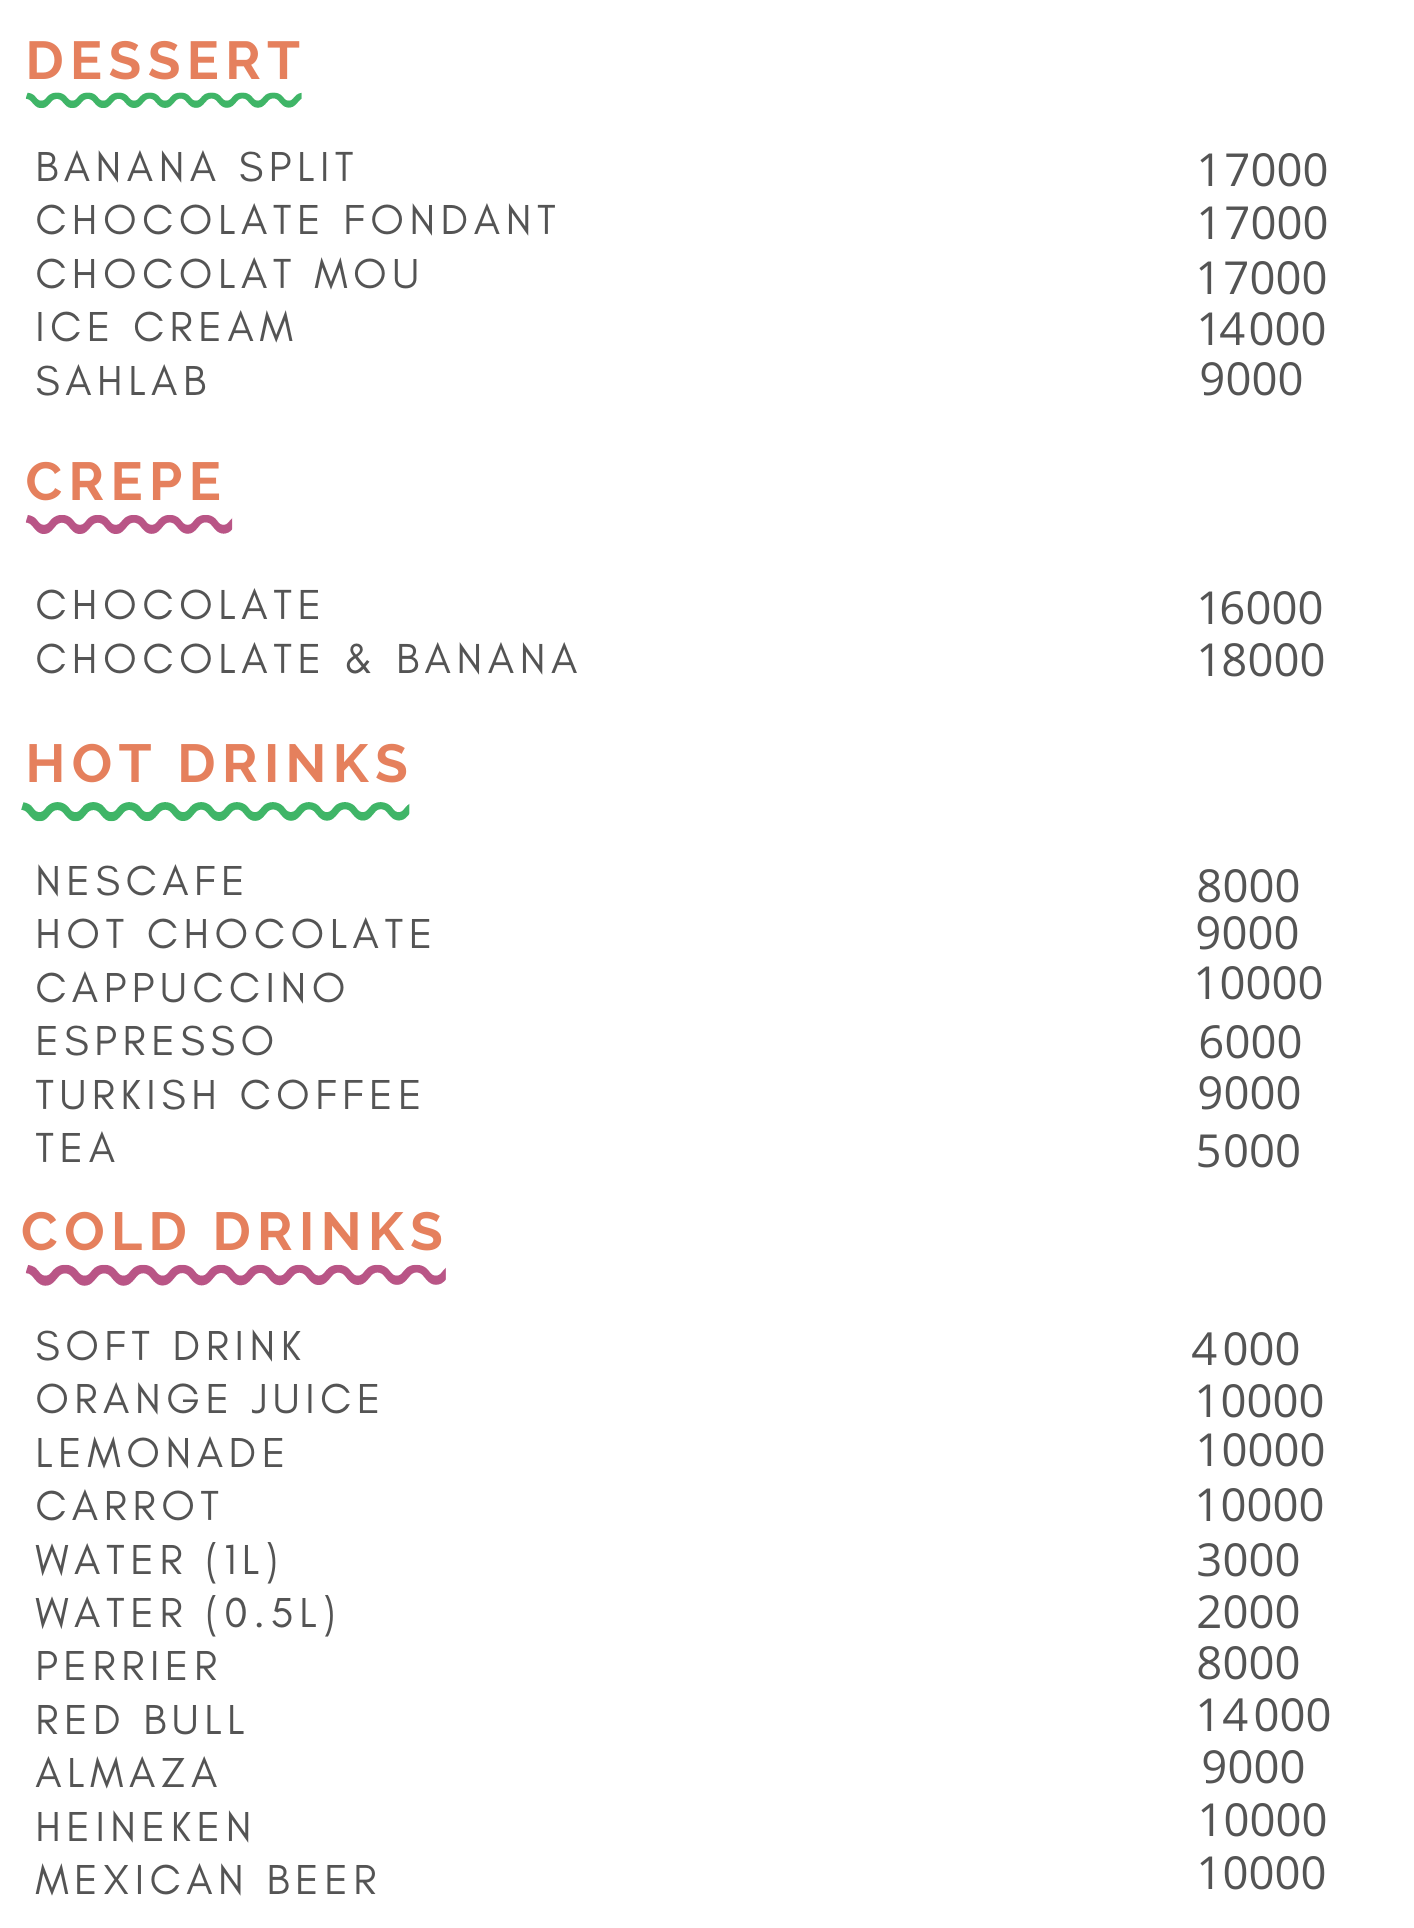 DESSERT
BANANA SPLIT 17000
CHOCOLATE FONDANT 17000
CHOCOLAT MOU 17000
ICE CREAM 14000
SAHLAB 9000
CREPE
CHOCOLATE 16000
CHOCOLATE & BANANA 18000
HOT DRINKS
NESCAFE 8000
HOT CHOCOLATE 9000
CAPPUCCINO 10000
ESPRESSO 6000
TURKISH COFFEE 9000
TEA 5000
COLD DRINKS
SOFT DRINK 4000
ORANGE JUICE 10000
LEMONADE 10000
CARROT 10000
WATER (1L) 3000
WATER (0.5L) 2000
PERRIER 8000
RED BULL 14000
ALMAZA 9000
HEINEKEN 10000
MEXICAN BEER 10000